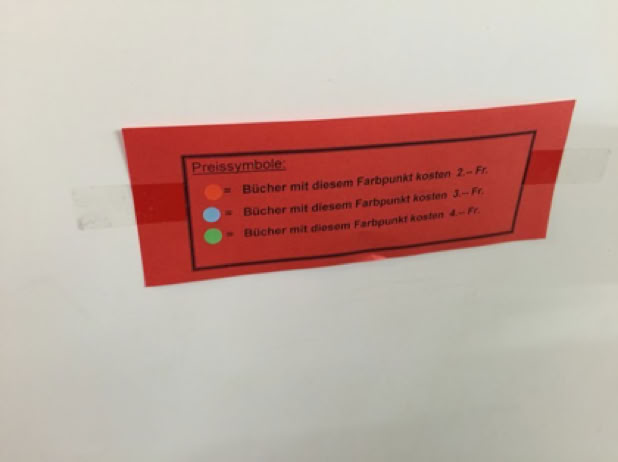 Preissymbole:
= Bücher mit diesem Farbpunkt kosten 2.-- Fr.
= Bücher mit diesem Farbpunkt kosten 3.-- Fr.
= Bücher mit diesem Farbpunkt kosten 4.-- Fr.